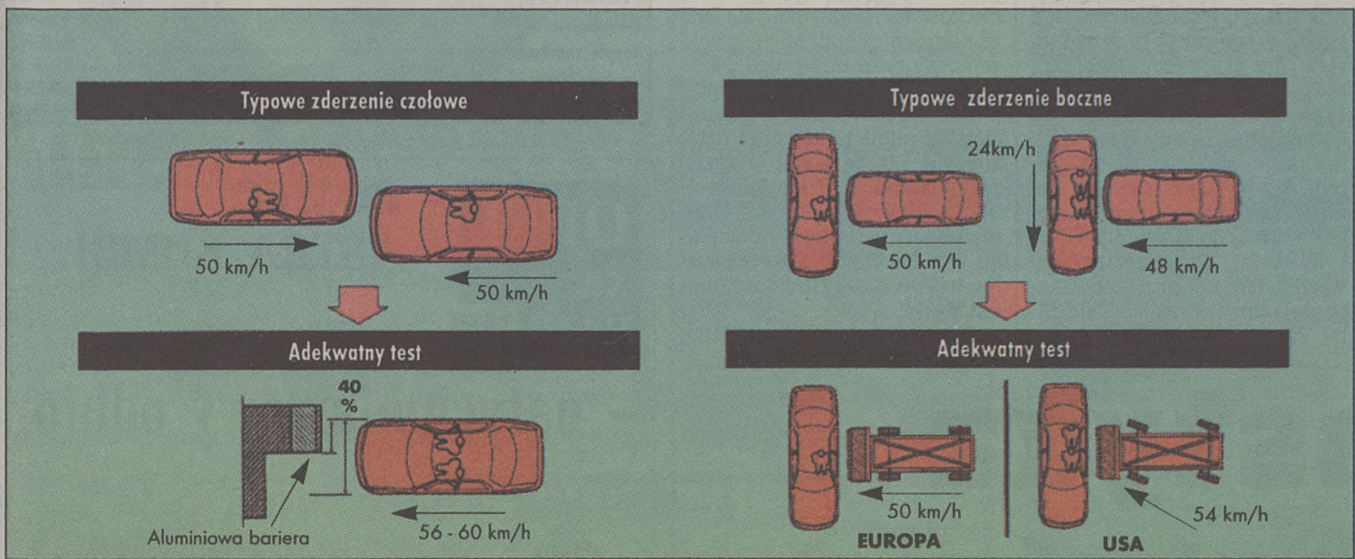 Typowe zderzenie czołowe
50 km/h
50 km/h
Adekwatny test
40
%
Aluminiowa bariera
56 - 60 km/h
Typowe zderzenie boczne
24km/h
50 km/h
48 km/h
Adekwatny test
50 km/h
54 km/h
EUROPA
USA